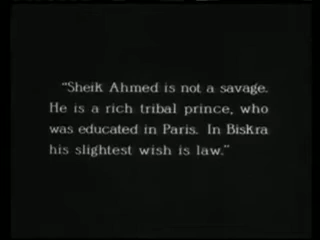 “Sheik Ahmed is not a savage.
He is a rich tribal prince, who
was educated in Paris. In Biskra
his slightest wish is law.”